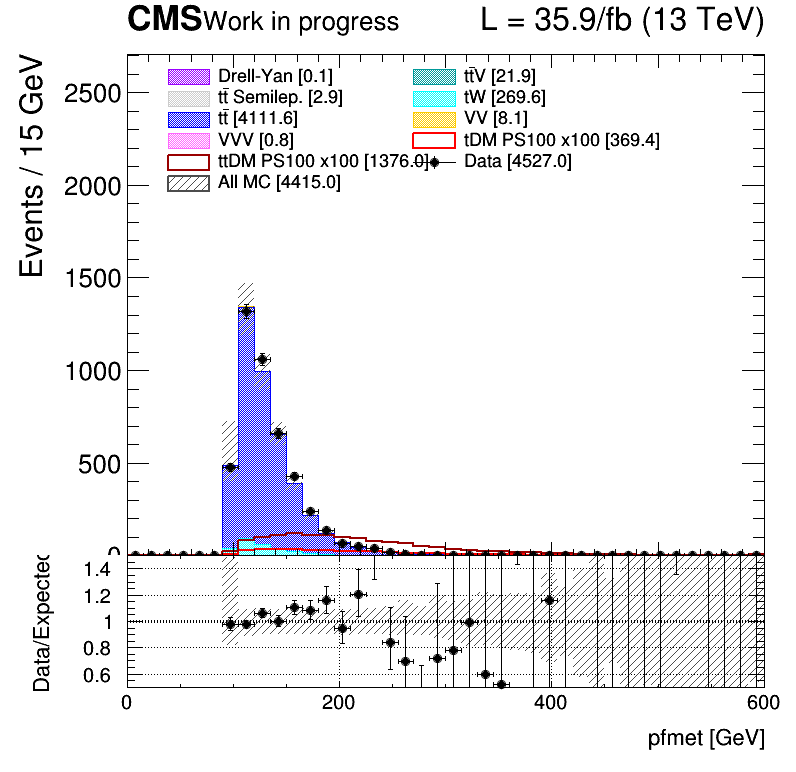 CMS Work in progress L = 35.9/fb (13 TeV)
Events / 15 GeV
2500
2000
1500
1000
500
0
Drell-Yan [0.1]
tt̄ Semilep. [2.9]
tt̄ [4111.6]
VVV [0.8]
ttDM PS100 x100 [1376.0]
All MC [4415.0]
tt̄V [21.9]
tW [269.6]
VV [8.1]
tDM PS100 x100 [369.4]
Data [4527.0]
Data/Expected
1.4
1.2
1
0.8
0.6
0 200 400 600
pfmet [GeV]